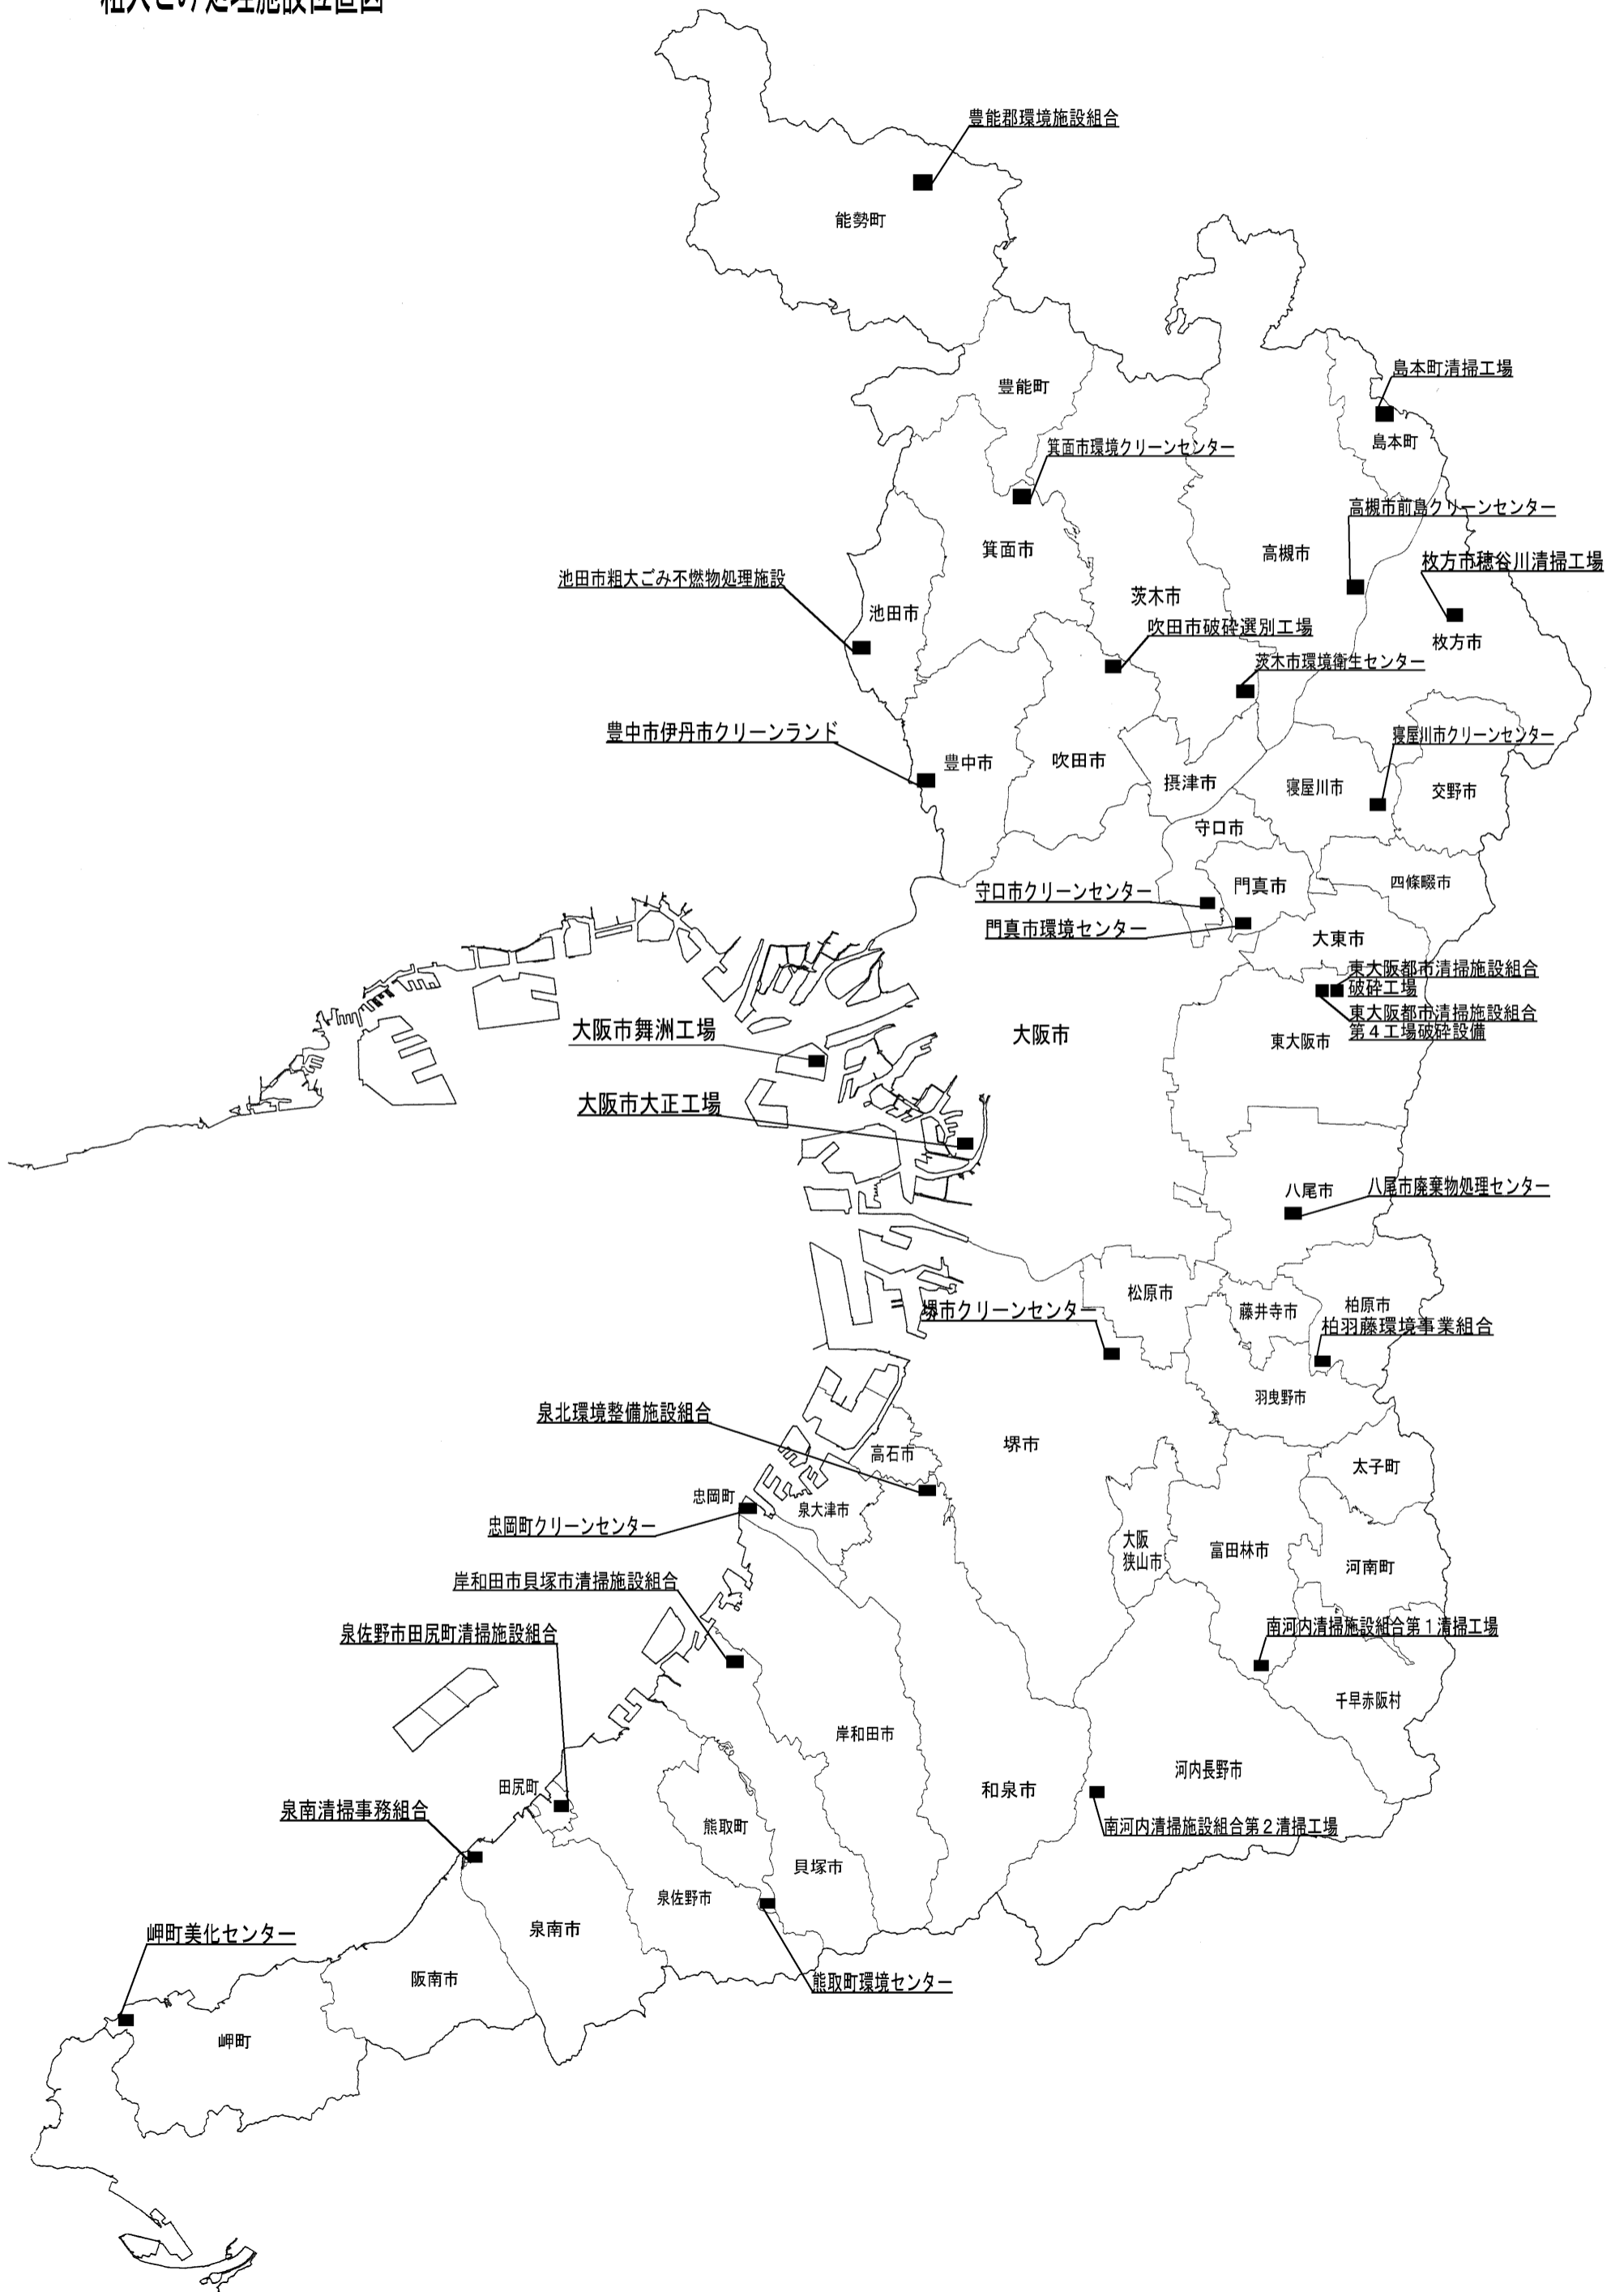 粗大ごみ処理施設位置図
豊能郡環境施設組合
能勢町
島本町清掃工場
豊能町
島本町
箕面市環境クリーンセンター
高槻市前島クリーンセンター
箕面市
高槻市
枚方市穂谷川清掃工場
池田市粗大ごみ不燃物処理施設
茨木市
池田市
吹田市破砕選別工場
枚方市
茨木市環境衛生センター
豊中市伊丹市クリーンランド
寝屋川市クリーンセンター
豊中市
吹田市
摂津市
寝屋川市
交野市
守口市
守口市クリーンセンター
門真市
四條畷市
門真市環境センター
大東市
東大阪都市清掃施設組合
破砕工場
東大阪都市清掃施設組合
第4工場破砕設備
大阪市舞洲工場
大阪市
東大阪市
大阪市大正工場
八尾市
八尾市廃棄物処理センター
松原市
藤井寺市
柏原市
堺市クリーンセンター
柏羽藤環境事業組合
羽曳野市
泉北環境整備施設組合
高石市
堺市
太子町
忠岡町
泉大津市
忠岡町クリーンセンター
大阪
狭山市
富田林市
河南町
岸和田市貝塚市清掃施設組合
泉佐野市田尻町清掃施設組合
南河内清掃施設組合第1清掃工場
千早赤阪村
岸和田市
河内長野市
田尻町
和泉市
泉南清掃事務組合
熊取町
南河内清掃施設組合第2清掃工場
貝塚市
泉佐野市
泉南市
岬町美化センター
阪南市
熊取町環境センター
岬町